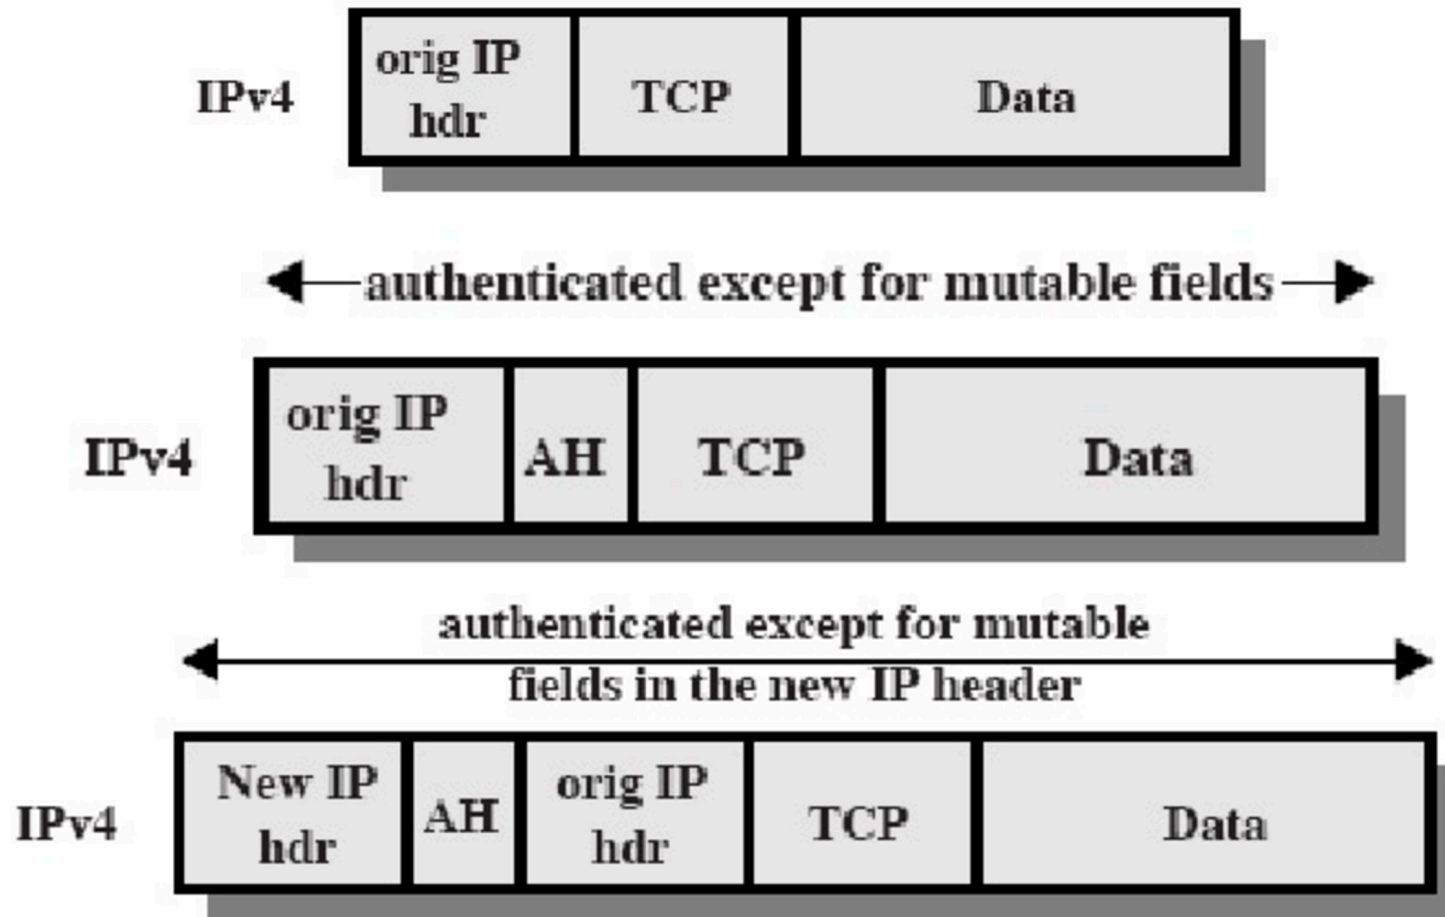 IPv4
orig IP
hdr
TCP
Data
authenticated except for mutable fields
IPv4
orig IP
hdr
AH
TCP
Data
authenticated except for mutable
fields in the new IP header
IPv4
New IP
hdr
AH
orig IP
hdr
TCP
Data